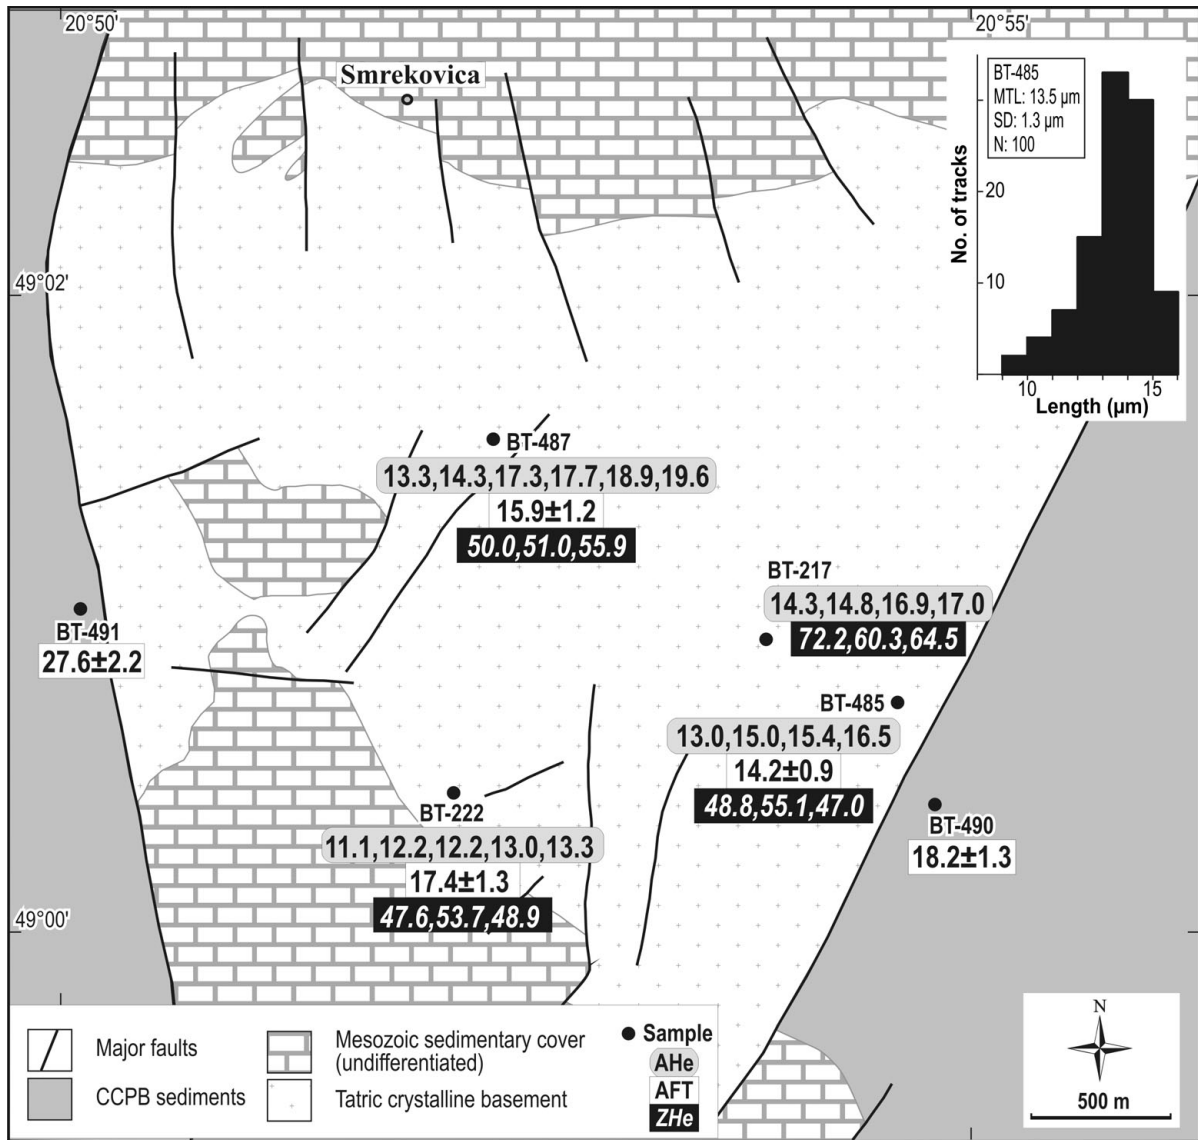 20°50'
20°55'
Smrekovica
BT-485
MTL: 13.5 µm
SD: 1.3 µm
N: 100
No. of tracks
20
10
10
15
Length (µm)
49°02'
BT-487
13.3,14.3,17.3,17.7,18.9,19.6
15.9±1.2
50.0,51.0,55.9
BT-217
14.3,14.8,16.9,17.0
72.2,60.3,64.5
BT-491
27.6±2.2
BT-485
13.0,15.0,15.4,16.5
14.2±0.9
48.8,55.1,47.0
BT-222
11.1,12.2,12.2,13.0,13.3
17.4±1.3
47.6,53.7,48.9
BT-490
18.2±1.3
49°00'
Major faults
CCPB sediments
Mesozoic sedimentary cover
(undifferentiated)
Tatric crystalline basement
Sample
AHe
AFT
ZHe
N
500 m